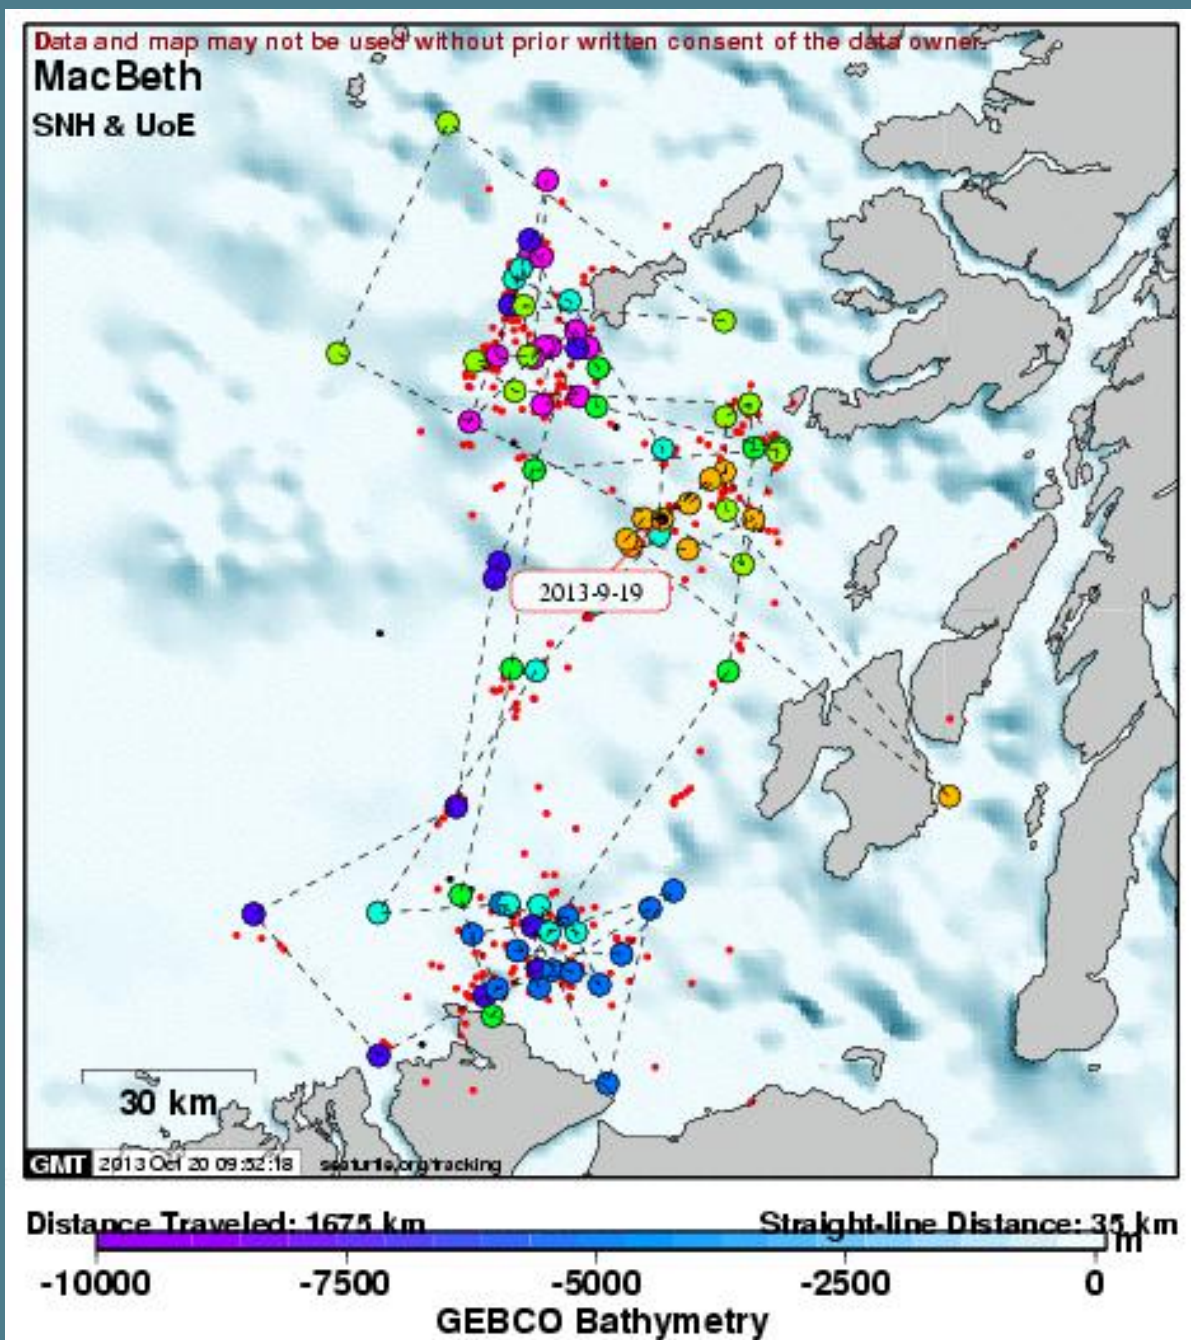 Data and map may not be used without prior written consent of the data owner.
MacBeth
SNH & UoE
2013-9-19
30 km
GMT 2013 Oct 20 09:52:18 seaturtle.org/tracking
Distance Traveled: 1675 km Straight-line Distance: 35 km
m
-10000 -7500 -5000 -2500 0
GEBCO Bathymetry